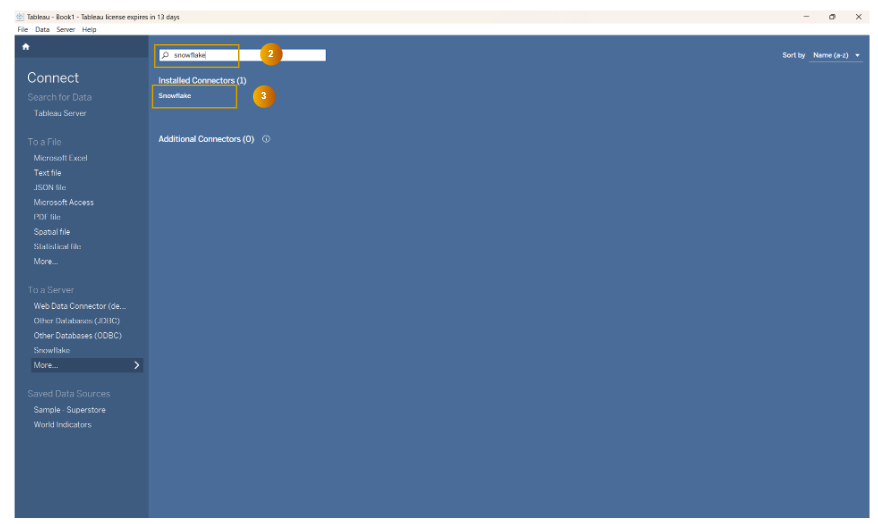 Tableau - Book1 - Tableau license expires in 13 days
File Data Server Help
snowflake
2
Sort by Name (a-z)
Connect
Search for Data
Tableau Server
To a File
Microsoft Excel
Text file
JSON file
Microsoft Access
PDF file
Spatial file
Statistical file
More...
To a Server
Web Data Connector (de...
Other Databases (JDBC)
Other Databases (ODBC)
Snowflake
More...
Saved Data Sources
Sample - Superstore
World Indicators
Installed Connectors (1)
Snowflake
3
Additional Connectors (0)